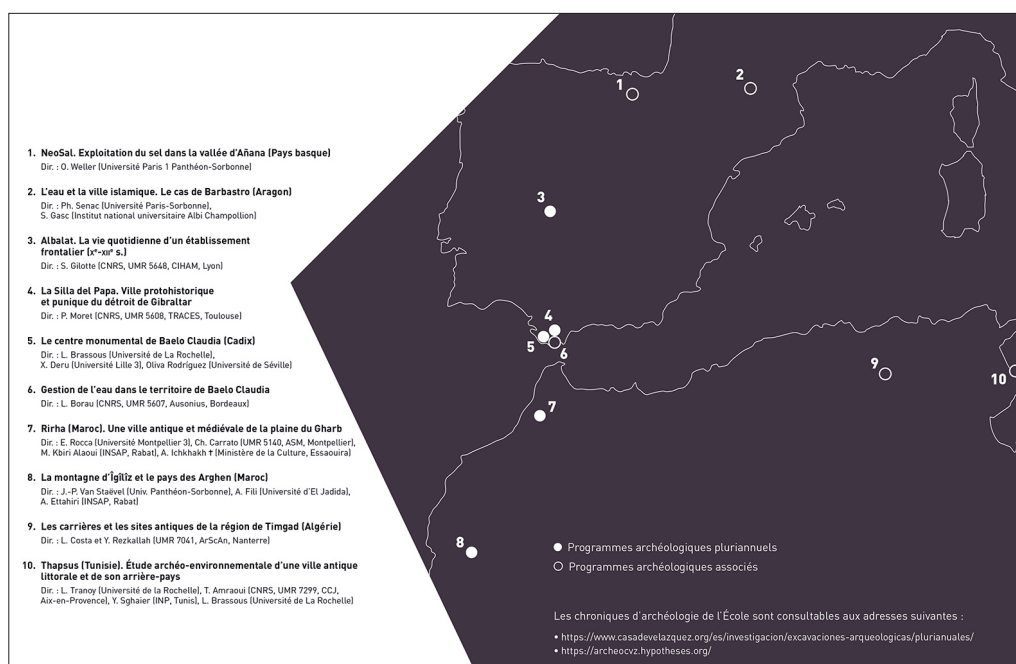 1. NeoSal. Exploitation du sel dans la vallée d'Añana (Pays basque)
Dir. : O. Weller (Université Paris 1 Panthéon-Sorbonne)
2. L'eau et la ville islamique. Le cas de Barbastro (Aragon)
Dir. : Ph. Senac (Université Paris-Sorbonne),
S. Gasc (Institut national universitaire Albi Champollion)
3. Albalat. La vie quotidienne d'un établissement
frontalier (Xᵉ-XIIᵉ s.)
Dir. : S. Gilotte (CNRS, UMR 5648, CIHAM, Lyon)
4. La Silla del Papa. Ville protohistorique
et punique du détroit de Gibraltar
Dir. : P. Moret (CNRS, UMR 5608, TRACES, Toulouse)
5. Le centre monumental de Baelo Claudia (Cadix)
Dir. : L. Brassous (Université de La Rochelle),
X. Deru (Université Lille 3), Oliva Rodríguez (Université de Séville)
6. Gestion de l'eau dans le territoire de Baelo Claudia
Dir. : L. Borau (CNRS, UMR 5607, Ausonius, Bordeaux)
7. Rirha (Maroc). Une ville antique et médiévale de la plaine du Gharb
Dir. : E. Rocca (Université Montpellier 3), Ch. Carrato (UMR 5140, ASM, Montpellier),
M. Kbiri Alaoui (INSAP, Rabat), A. Ichkhakh † (Ministère de la Culture, Essaouira)
8. La montagne d'Îgîlîz et le pays des Arghen (Maroc)
Dir. : J.-P. Van Staëvel (Univ. Panthéon-Sorbonne), A. Fili (Université d'El Jadida),
A. Ettahiri (INSAP, Rabat)
9. Les carrières et les sites antiques de la région de Timgad (Algérie)
Dir. : L. Costa et Y. Rezkallah (UMR 7041, ArScAn, Nanterre)
10. Thapsus (Tunisie). Étude archéo-environnementale d'une ville antique
littorale et de son arrière-pays
Dir. : L. Tranoy (Université de la Rochelle), T. Amraoui (CNRS, UMR 7299, CCJ,
Aix-en-Provence), Y. Sghaier (INP, Tunis), L. Brassous (Université de La Rochelle)
1
2
3
4
5
6
7
8
9
10
Programmes archéologiques pluriannuels
Programmes archéologiques associés
Les chroniques d'archéologie de l'École sont consultables aux adresses suivantes :
• https://www.casadevelazquez.org/es/investigacion/excavaciones-arqueologicas/plurianuales/
• https://archeocvz.hypotheses.org/